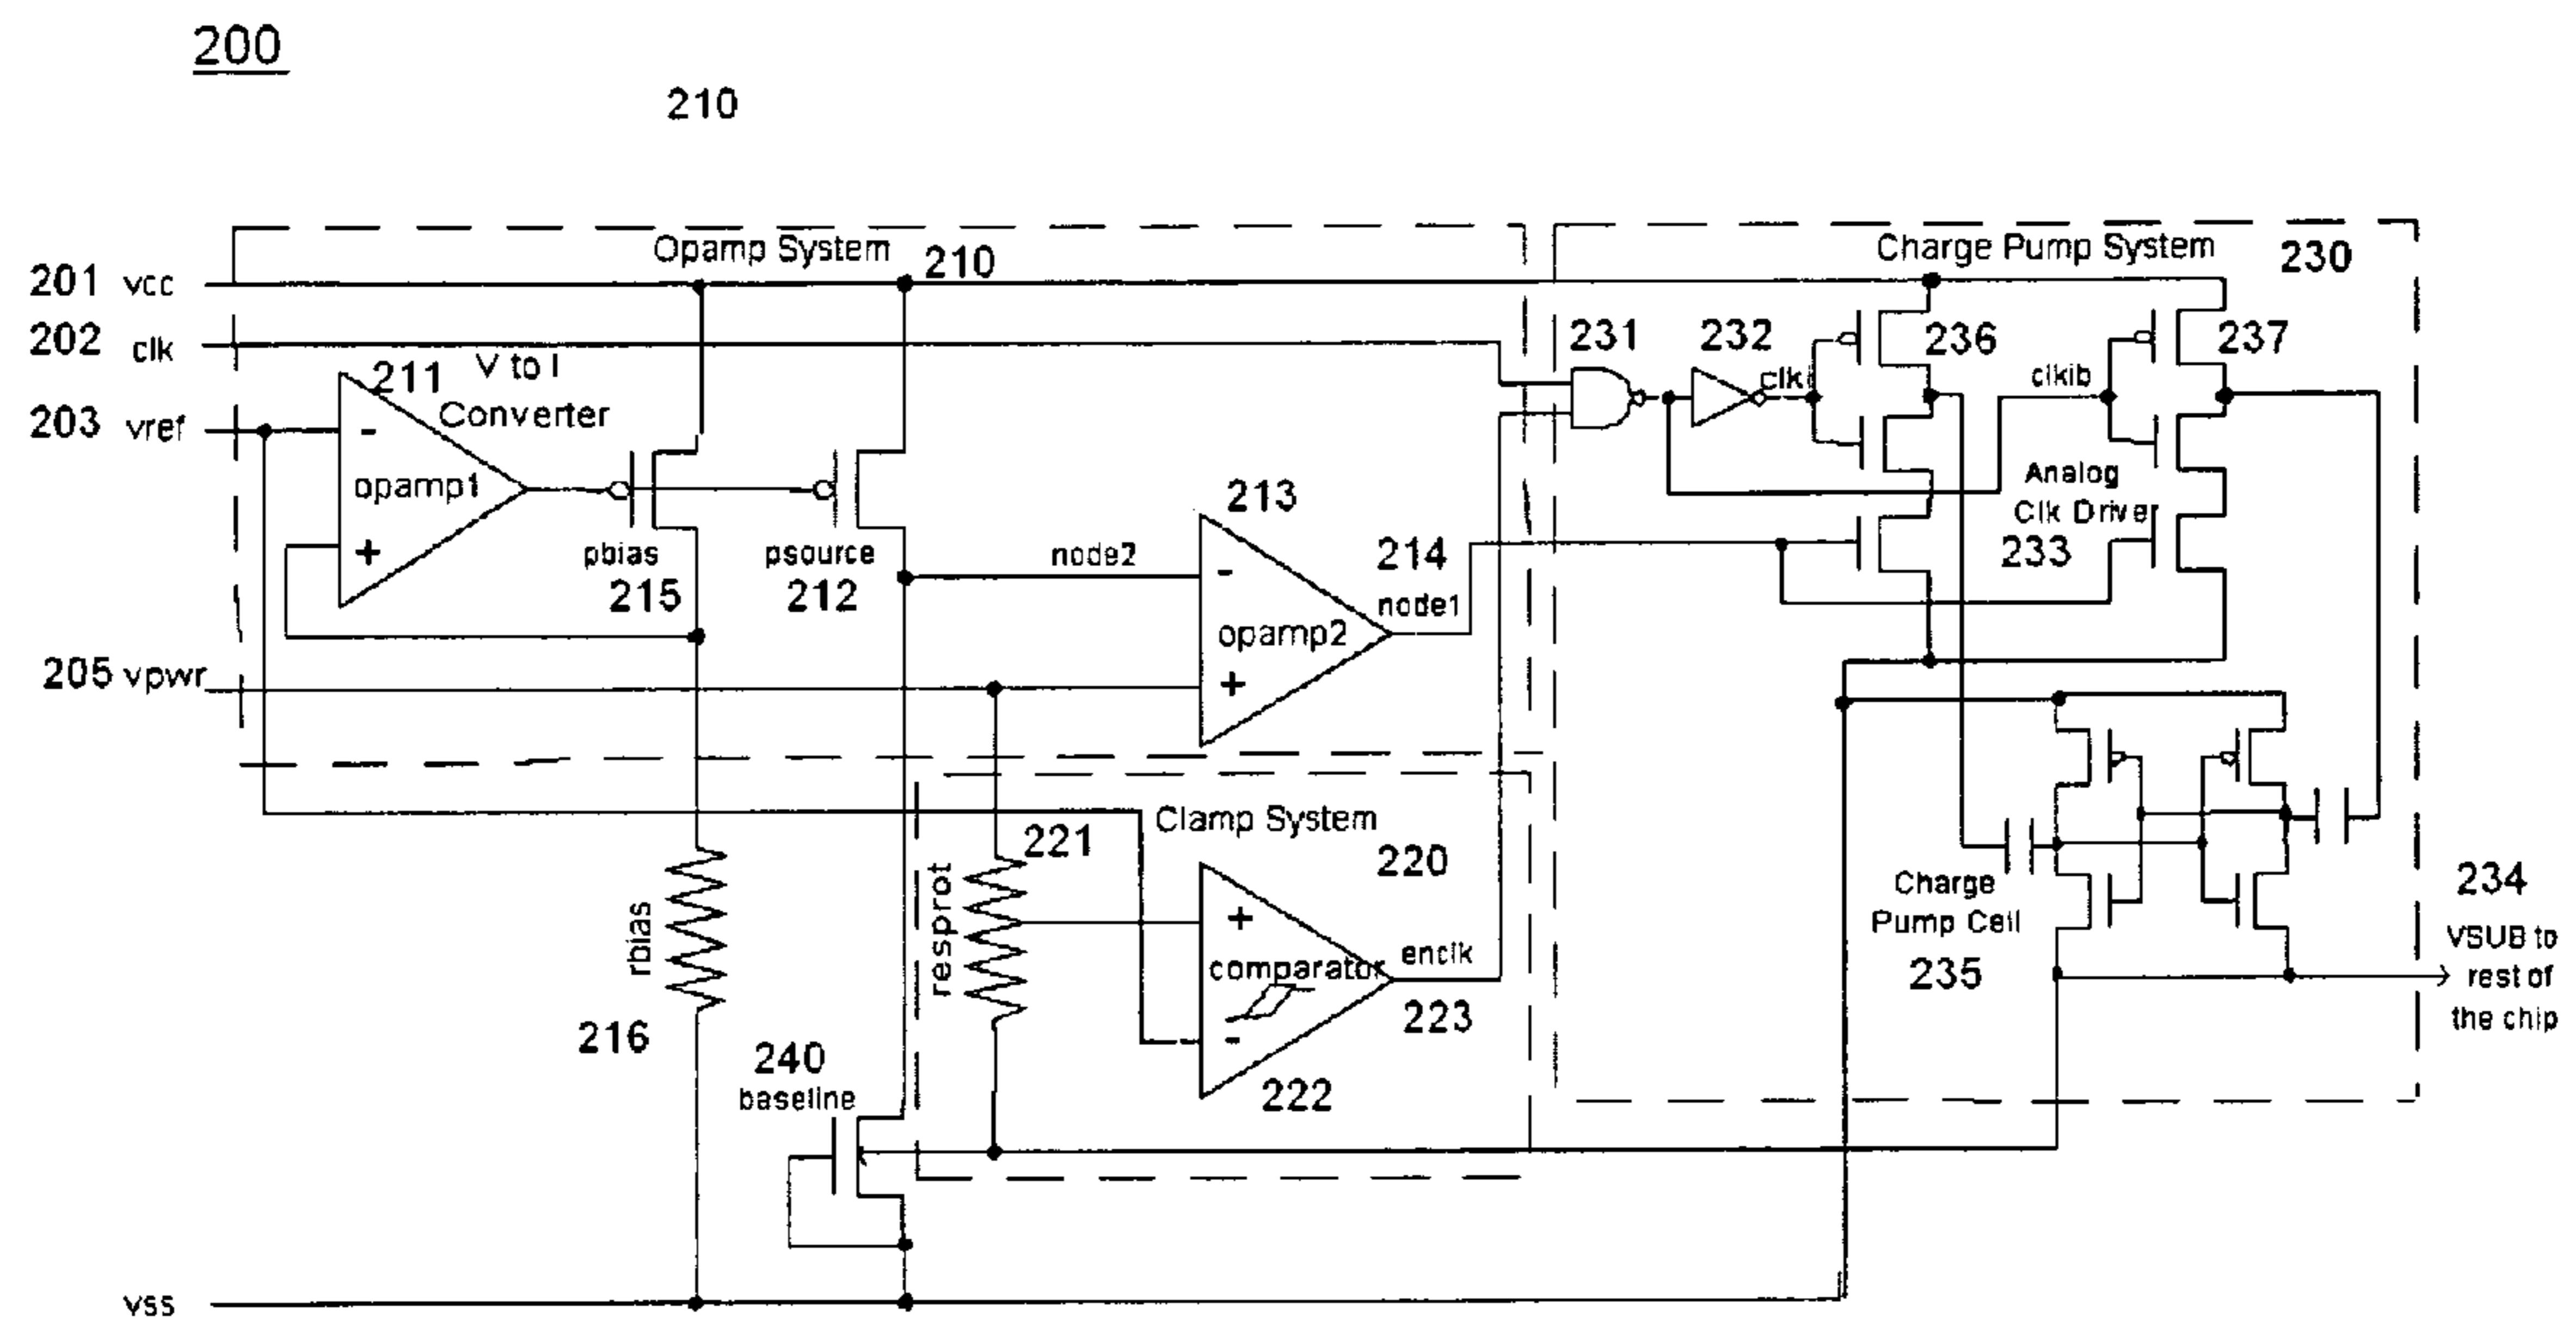 200
210
Opamp System
210
Charge Pump System
230
201 vcc
202 clk
203 vref
211
V to I
Converter
opamp1
-
+
pbias
215
psource
212
node2
213
-
opamp2
+
214
node1
205 vpwr
231
232
clki
236
clkib
237
Analog
Clk Driver
233
Clamp System
220
221
resprot
rbias
216
+
comparator
-
enclk
223
222
240
baseline
Charge
Pump Cell
235
234
VSUB to
rest of
the chip
vss